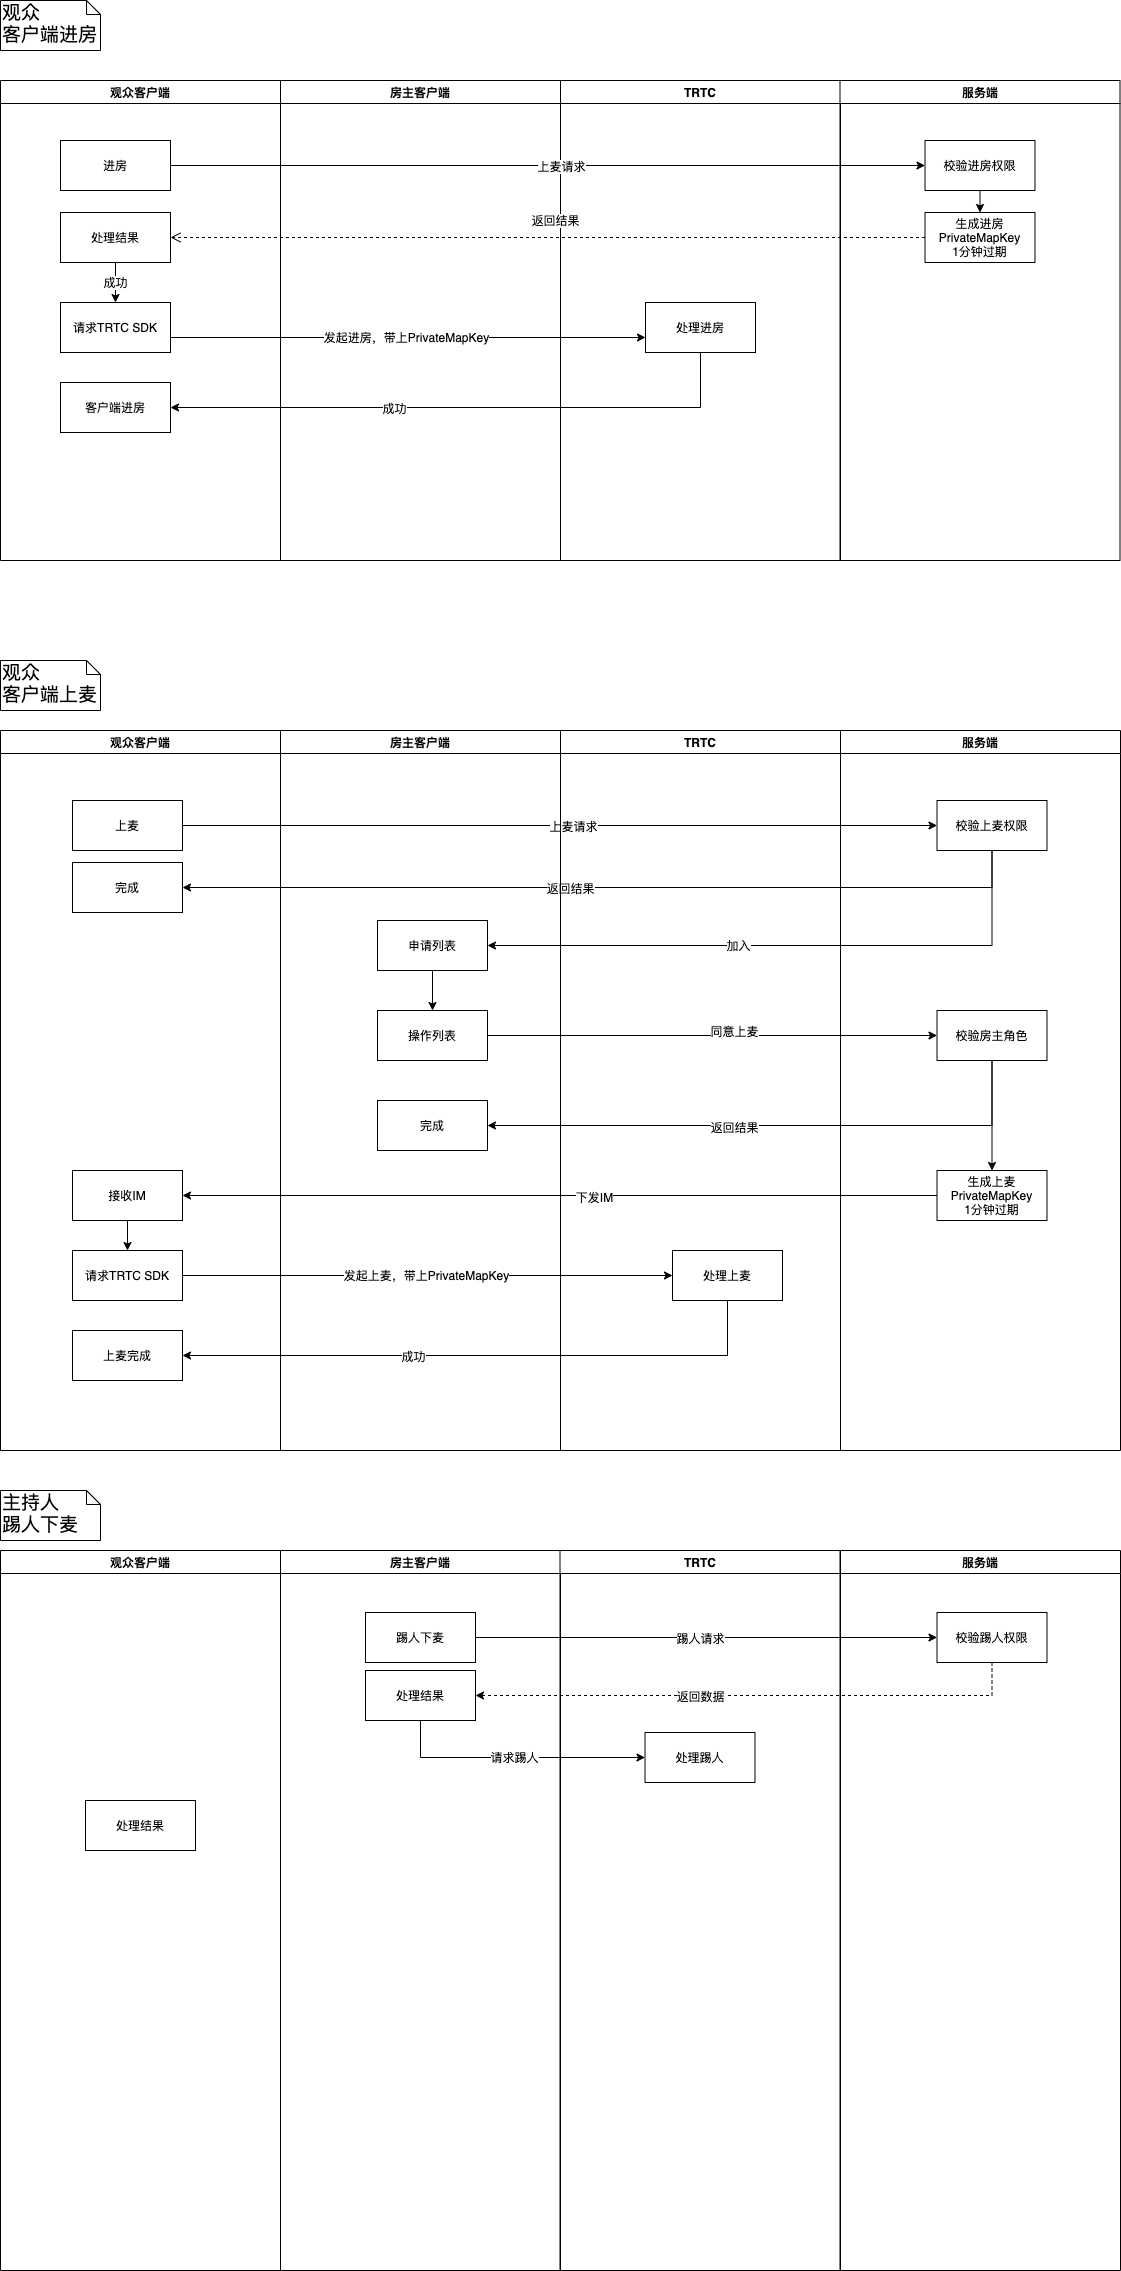 观众
客户端进房
观众客户端
房主客户端
TRTC
服务端
进房
上麦请求
校验进房权限
返回结果
处理结果
生成进房
PrivateMapKey
1分钟过期
成功
请求TRTC SDK
发起进房，带上PrivateMapKey
处理进房
客户端进房
成功
观众
客户端上麦
观众客户端
房主客户端
TRTC
服务端
上麦
上麦请求
校验上麦权限
完成
返回结果
申请列表
加入
操作列表
同意上麦
校验房主角色
完成
返回结果
接收IM
下发IM
生成上麦
PrivateMapKey
1分钟过期
请求TRTC SDK
发起上麦，带上PrivateMapKey
处理上麦
上麦完成
成功
主持人
踢人下麦
观众客户端
房主客户端
TRTC
服务端
踢人下麦
踢人请求
校验踢人权限
处理结果
返回数据
请求踢人
处理踢人
处理结果